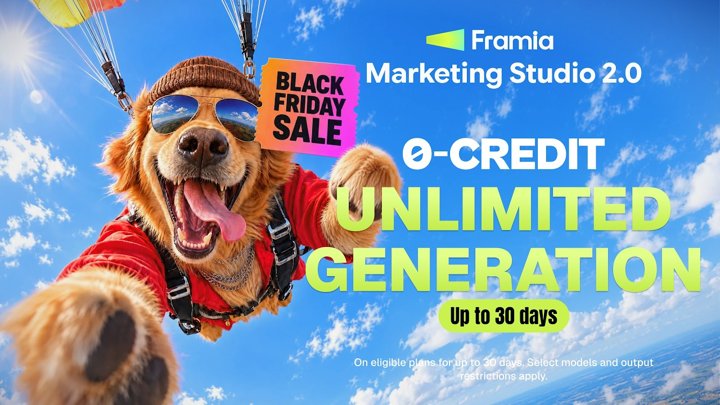 Framia
Marketing Studio 2.0
BLACK
FRIDAY
SALE
0-CREDIT
UNLIMITED
GENERATION
Up to 30 days
On eligible plans for up to 30 days. Select models and output
restrictions apply.